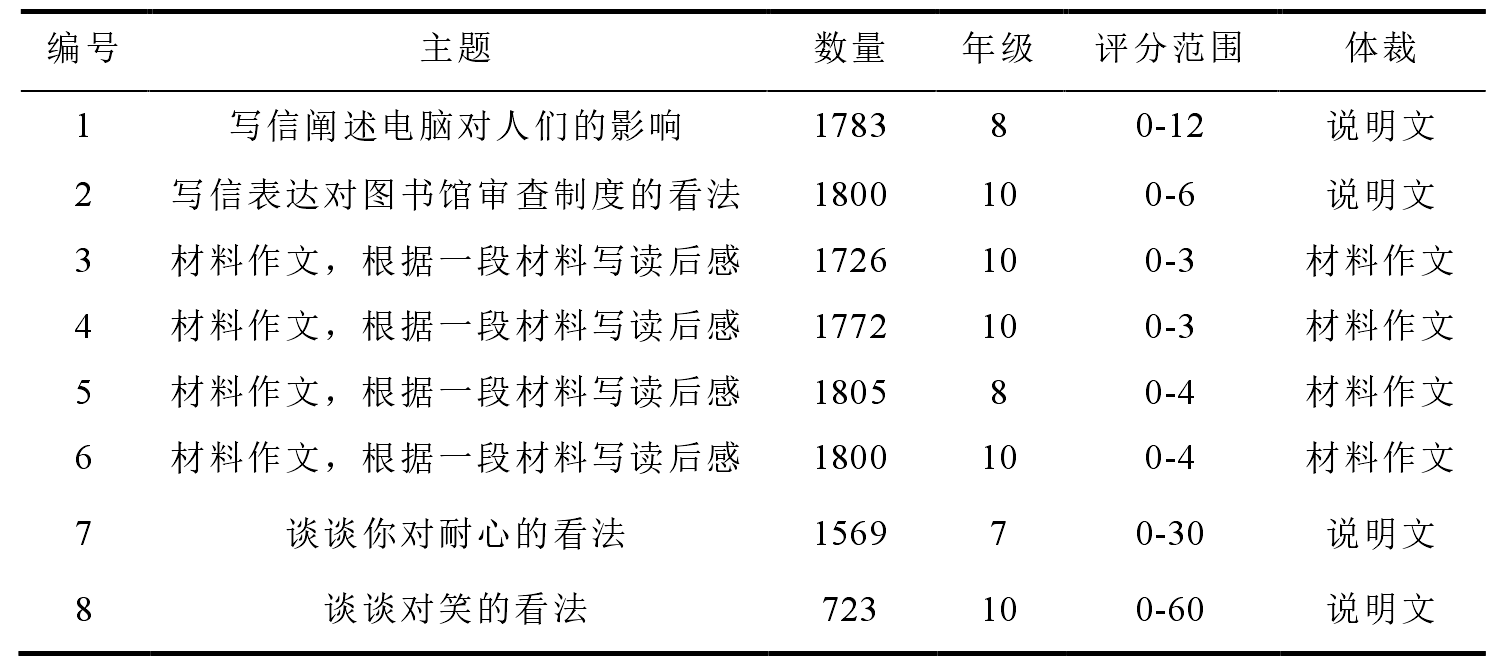 编号 主题 数量 年级 评分范围 体裁
1 写信阐述电脑对人们的影响 1783 8 0-12 说明文
2 写信表达对图书馆审查制度的看法 1800 10 0-6 说明文
3 材料作文，根据一段材料写读后感 1726 10 0-3 材料作文
4 材料作文，根据一段材料写读后感 1772 10 0-3 材料作文
5 材料作文，根据一段材料写读后感 1805 8 0-4 材料作文
6 材料作文，根据一段材料写读后感 1800 10 0-4 材料作文
7 谈谈你对耐心的看法 1569 7 0-30 说明文
8 谈谈对笑的看法 723 10 0-60 说明文